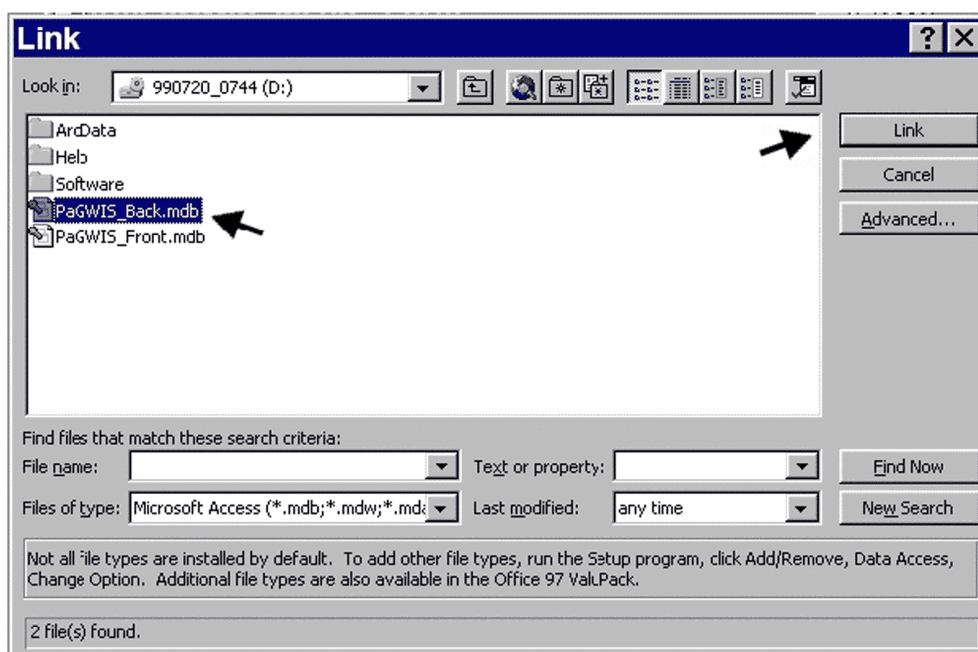 Link
Look in: 990720_0744 (D:)
ArcData
Link
Help
Cancel
Software
PaGWIS_Back.mdb
Advanced...
PaGWIS_Front.mdb
Find files that match these search criteria:
File name: Text or property: Find Now
Files of type: Microsoft Access (*.mdb;*.mdw;*.mda Last modified: any time New Search
Not all file types are installed by default. To add other file types, run the Setup program, click Add/Remove, Data Access,
Change Option. Additional file types are also available in the Office 97 ValuPack.
2 file(s) found.